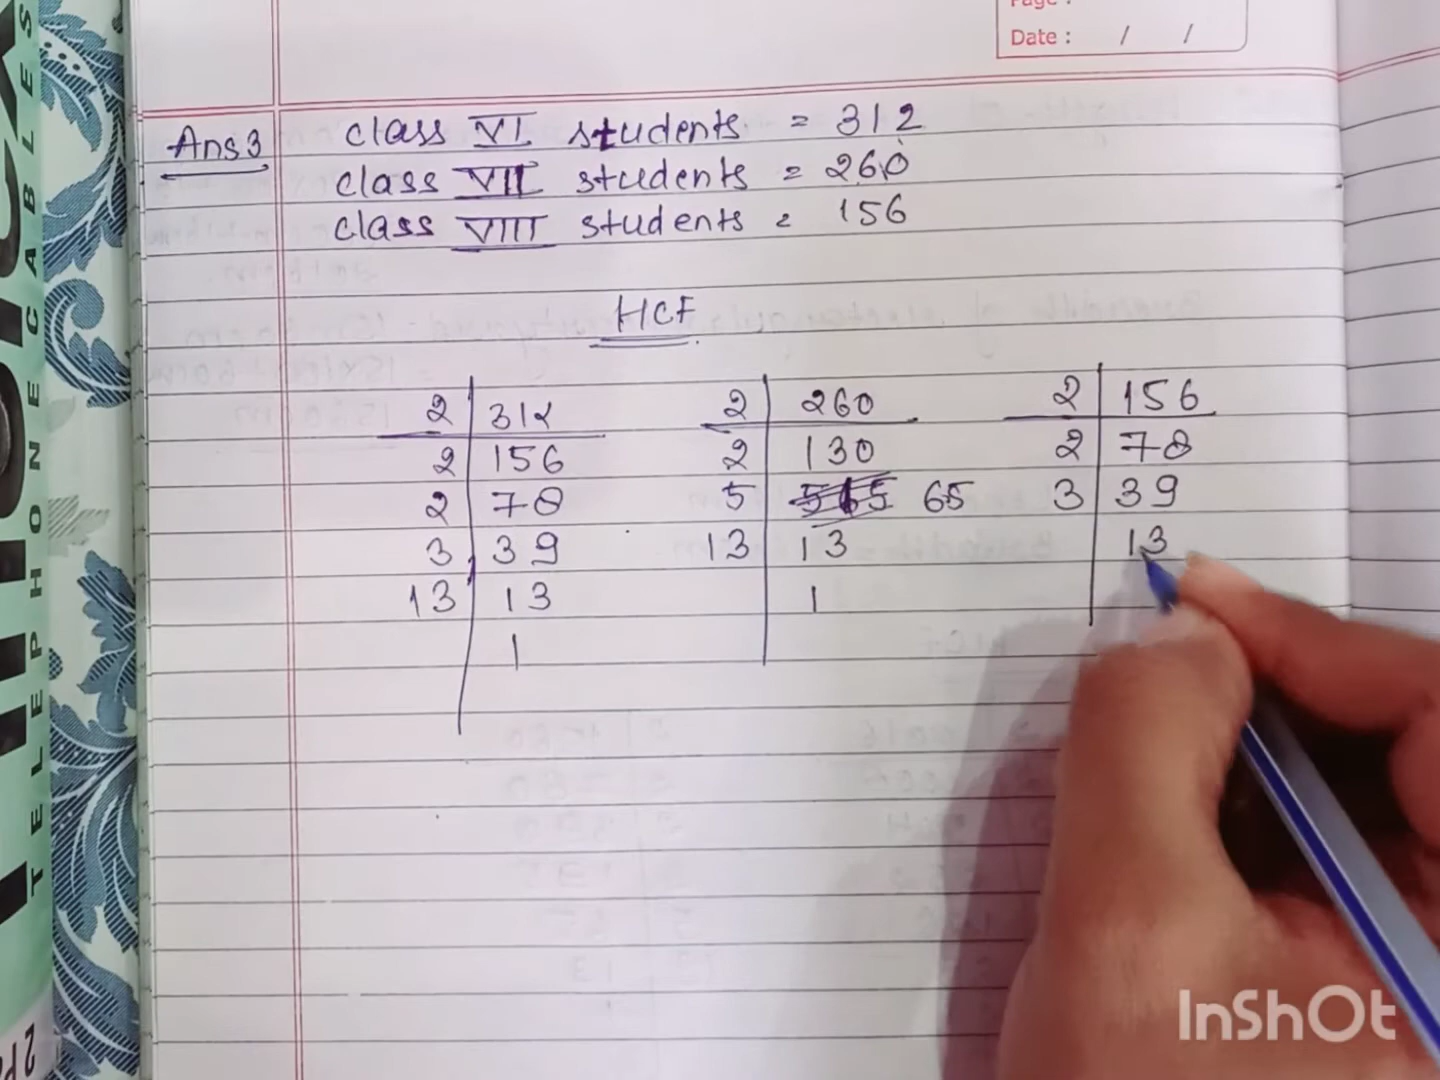 Page :
Date : / /
Ans 3 class VI students = 312
class VII students = 260
class VIII students = 156
HCF
2 312 2 260 2 156
2 156 2 130 2 78
2 78 5 65 3 39
3 39 13 13 13
13 13 1
1
TELEPHONE CABLES
InShOt